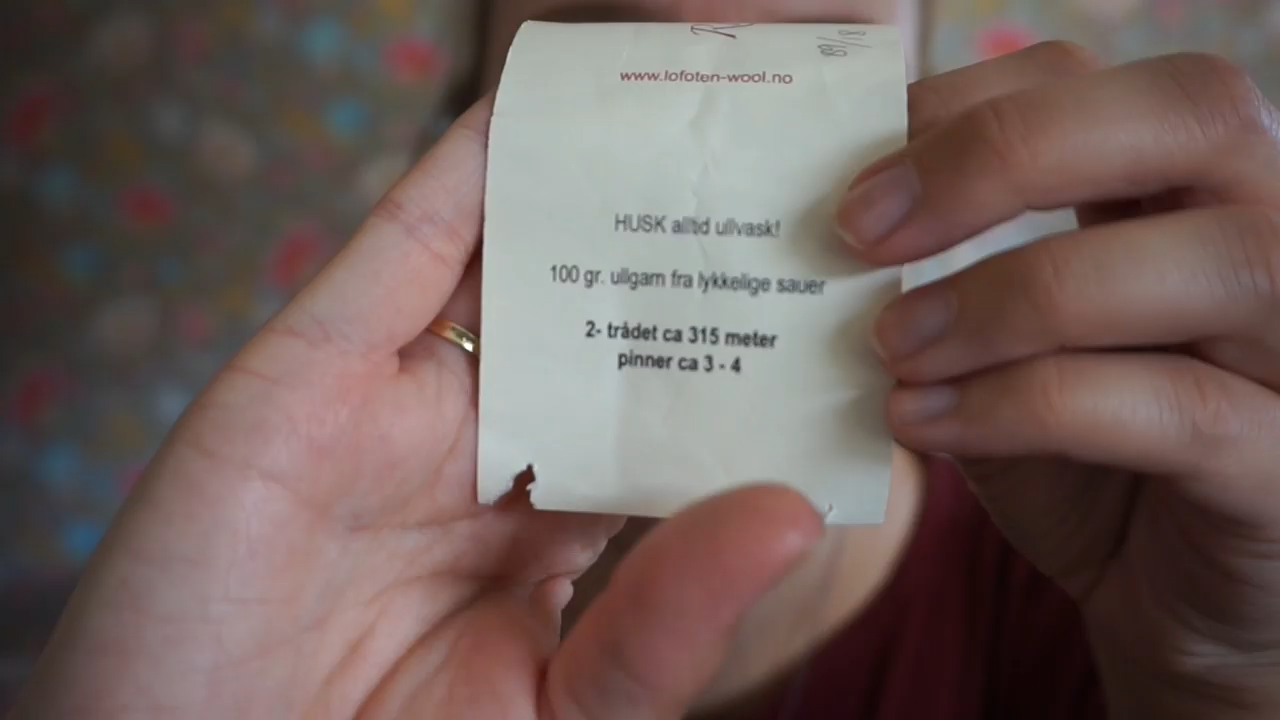 www.lofoten-wool.no
HUSK alltid ullvask!
100 gr. ullgarn fra lykkelige sauer
2- trådet ca 315 meter
pinner ca 3 - 4